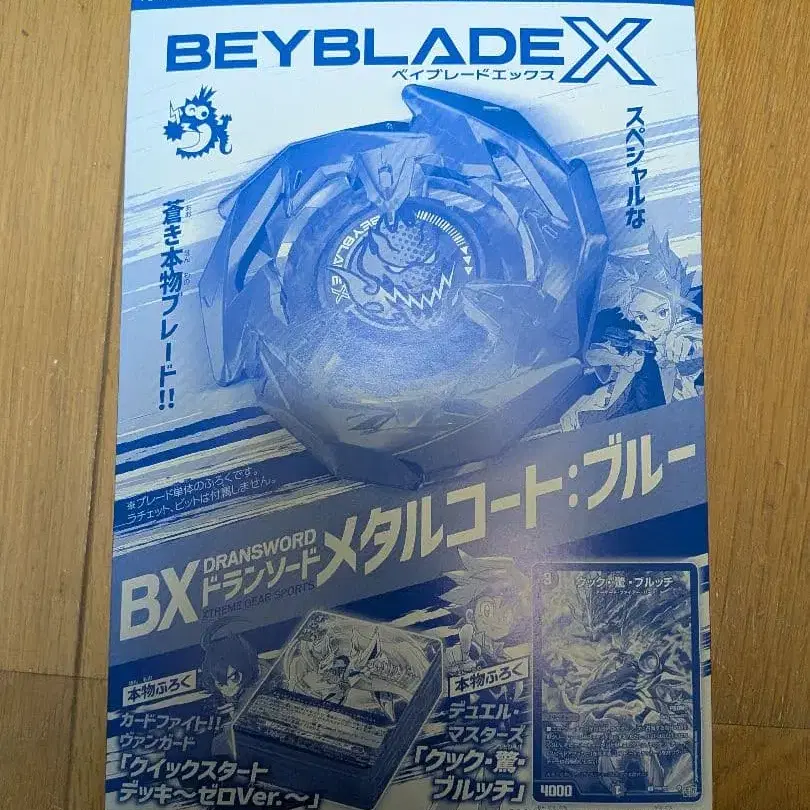 BEYBLADE X
ベイブレードエックス
スペシャルな
蒼き本物ブレード!!
BEYBLADE X
※ブレード単体のふろくです。
ラチェット、ビットは付属しません。
BX
DRANSWORD
ドランソード
XTREME GEAR SPORTS
メタルコート:ブルー
本物ふろく
カードファイト!!
ヴァンガード
「クイックスタート
デッキ〜ゼロVer.〜」
本物ふろく
デュエル・
マスターズ
「クック・驚・
ブルッチ」
3
クック・驚・ブルッチ
4000